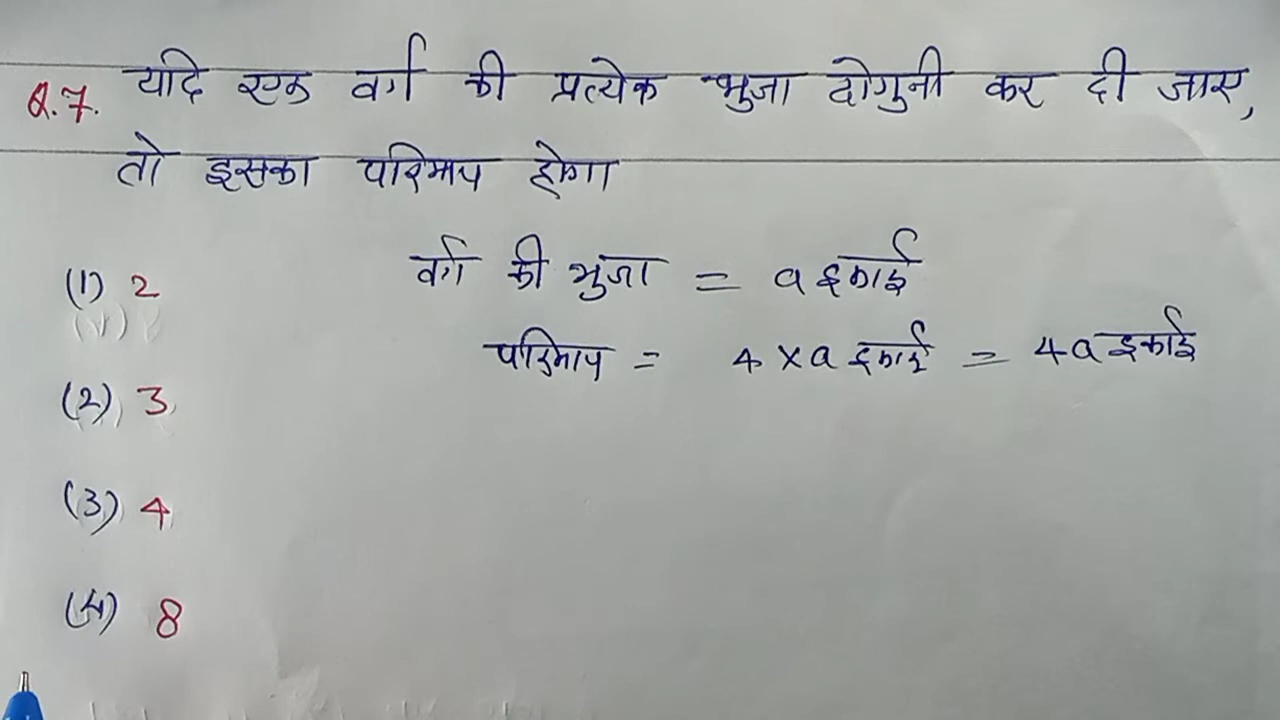 Q.7. यदि एक वर्ग की प्रत्येक भुजा दोगुनी कर दी जाए,
तो इसका परिमाप होगा
वर्ग की भुजा = a इकाई
परिमाप = 4 x a इकाई = 4a इकाई
(1) 2
(2) 3
(3) 4
(4) 8